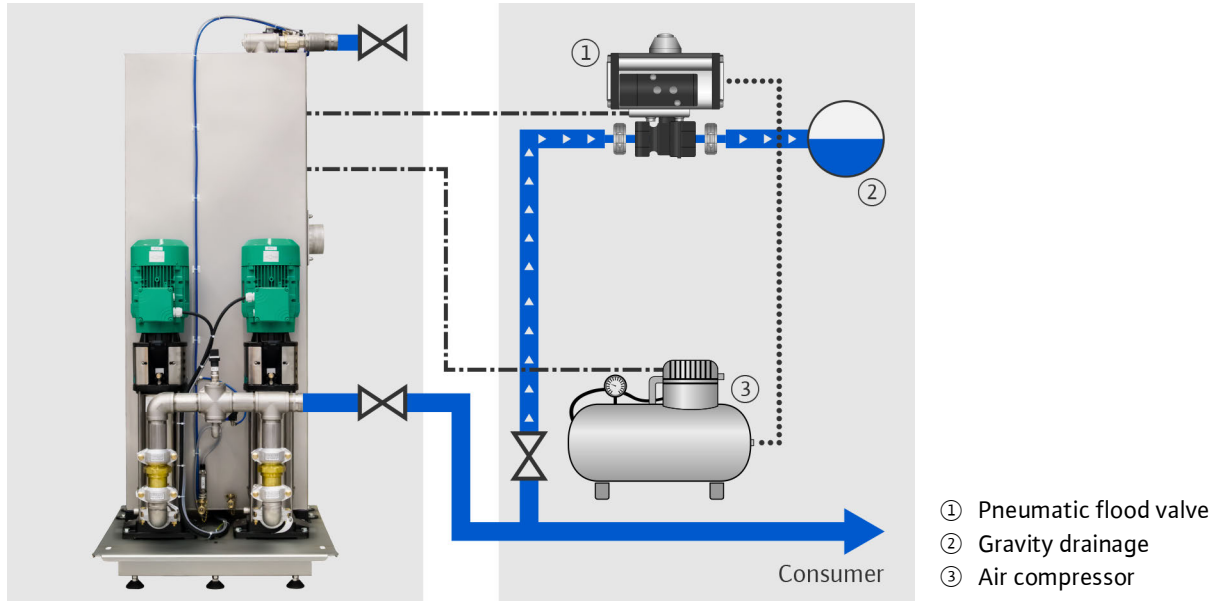 ①
②
③
Consumer
① Pneumatic flood valve
② Gravity drainage
③ Air compressor